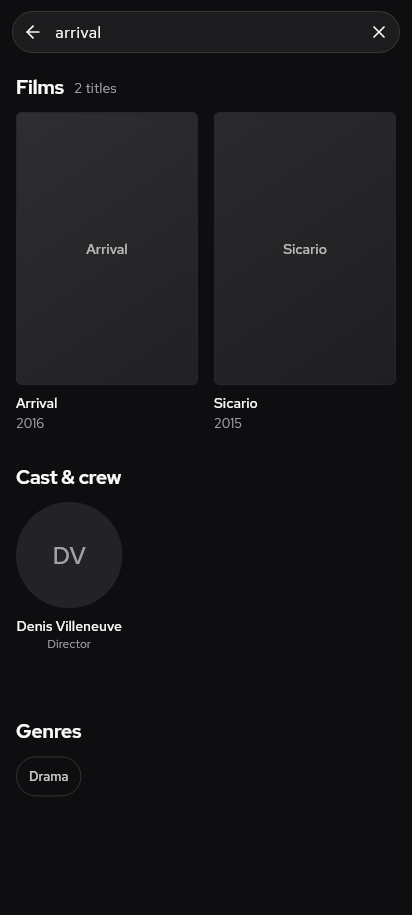 arrival
Films 2 titles
Arrival
Sicario
Arrival
2016
Sicario
2015
Cast & crew
DV
Denis Villeneuve
Director
Genres
Drama